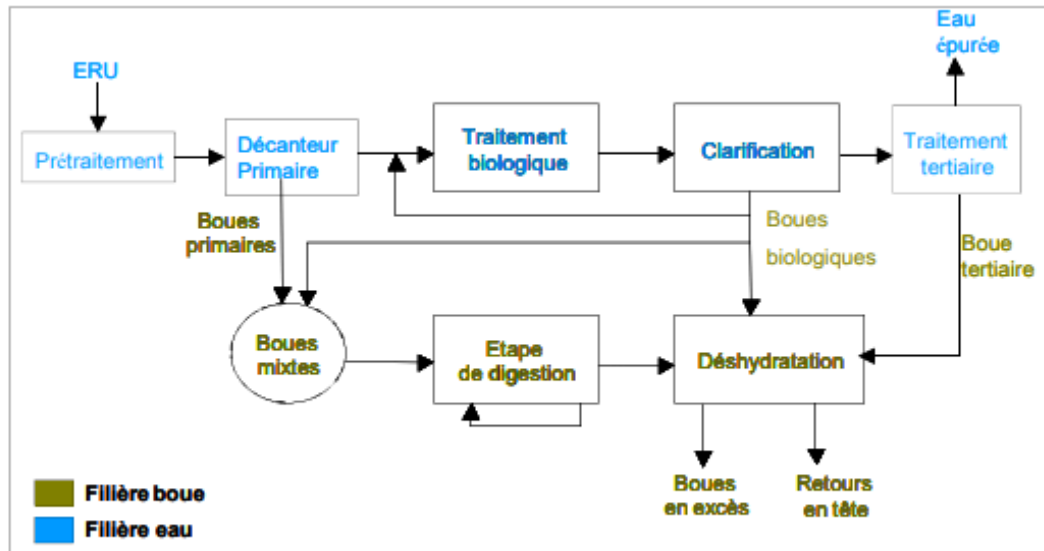 Eau
épurée
ERU
Prétraitement
Décanteur
Primaire
Traitement
biologique
Clarification
Traitement
tertiaire
Boues
primaires
Boues
biologiques
Boue
tertiaire
Boues
mixtes
Etape
de digestion
Déshydratation
Boues
en excès
Retours
en tête
Filière boue
Filière eau